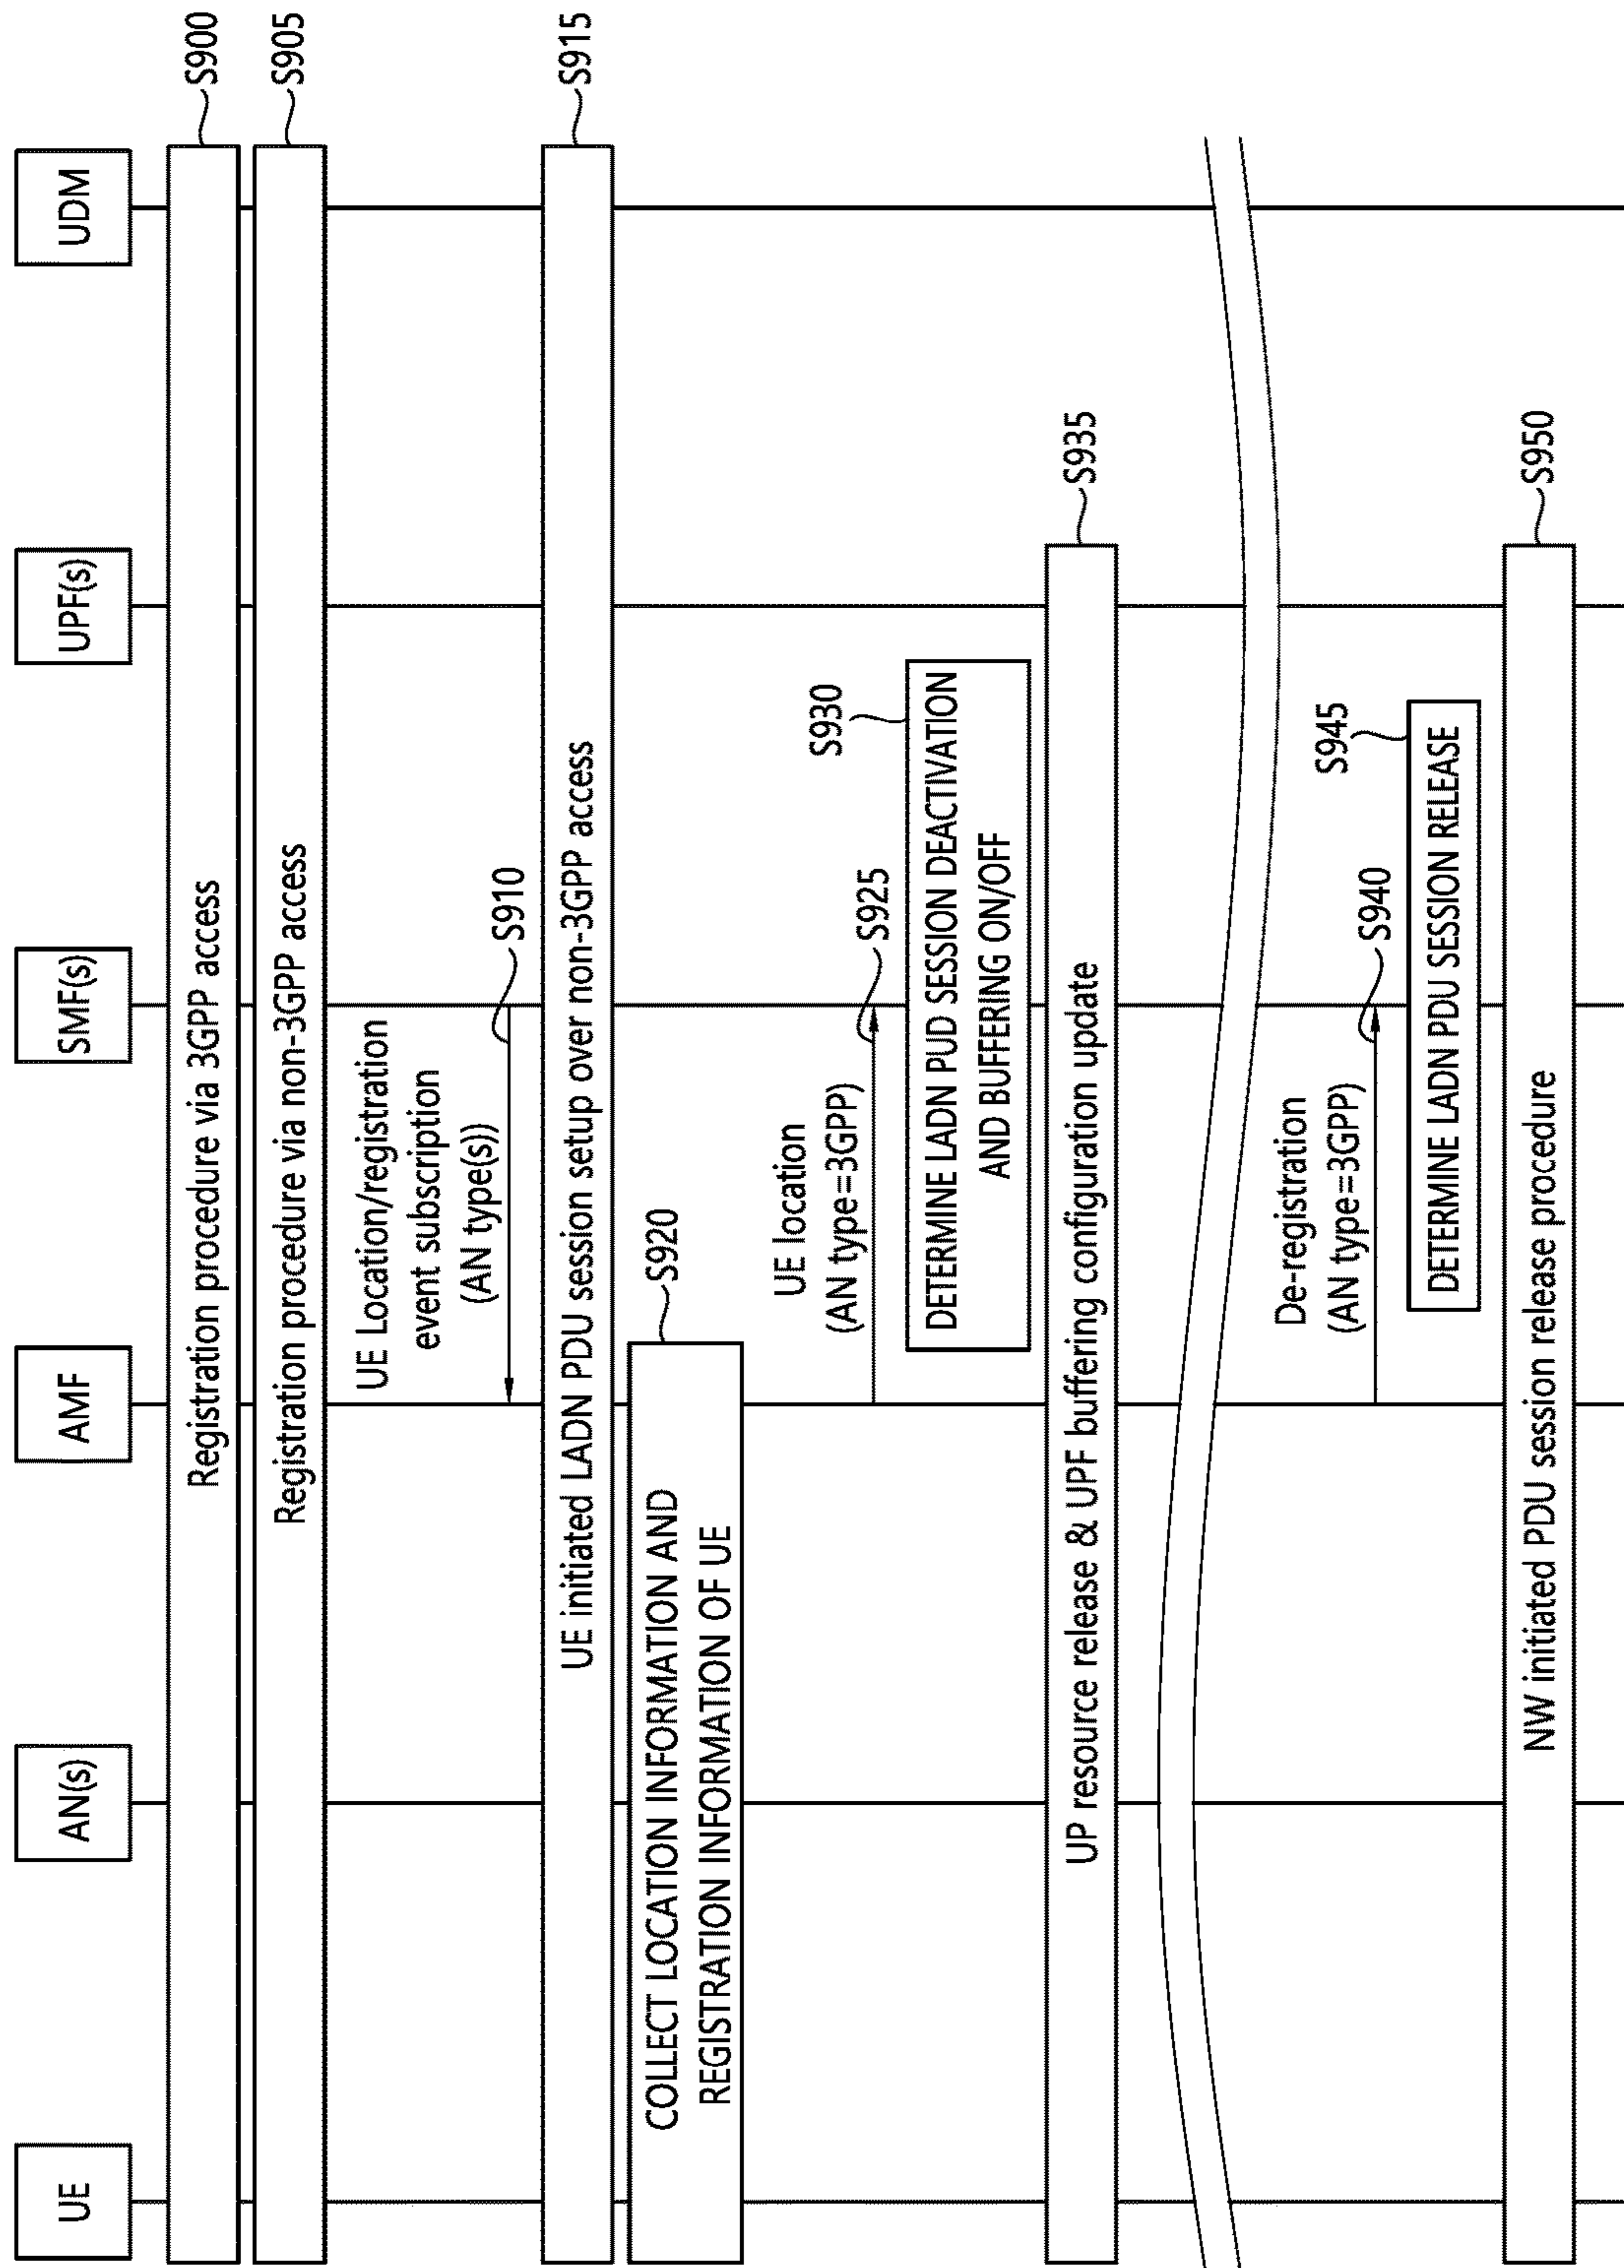 UE
AN(s)
AMF
SMF(s)
UPF(s)
UDM
Registration procedure via 3GPP access
S900
Registration procedure via non-3GPP access
S905
UE Location/registration
event subscription
(AN type(s))
S910
UE initiated LADN PDU session setup over non-3GPP access
S915
COLLECT LOCATION INFORMATION AND
REGISTRATION INFORMATION OF UE
S920
UE location
(AN type=3GPP)
S925
DETERMINE LADN PUD SESSION DEACTIVATION
AND BUFFERING ON/OFF
S930
UP resource release & UPF buffering configuration update
S935
De-registration
(AN type=3GPP)
S940
DETERMINE LADN PDU SESSION RELEASE
S945
NW initiated PDU session release procedure
S950